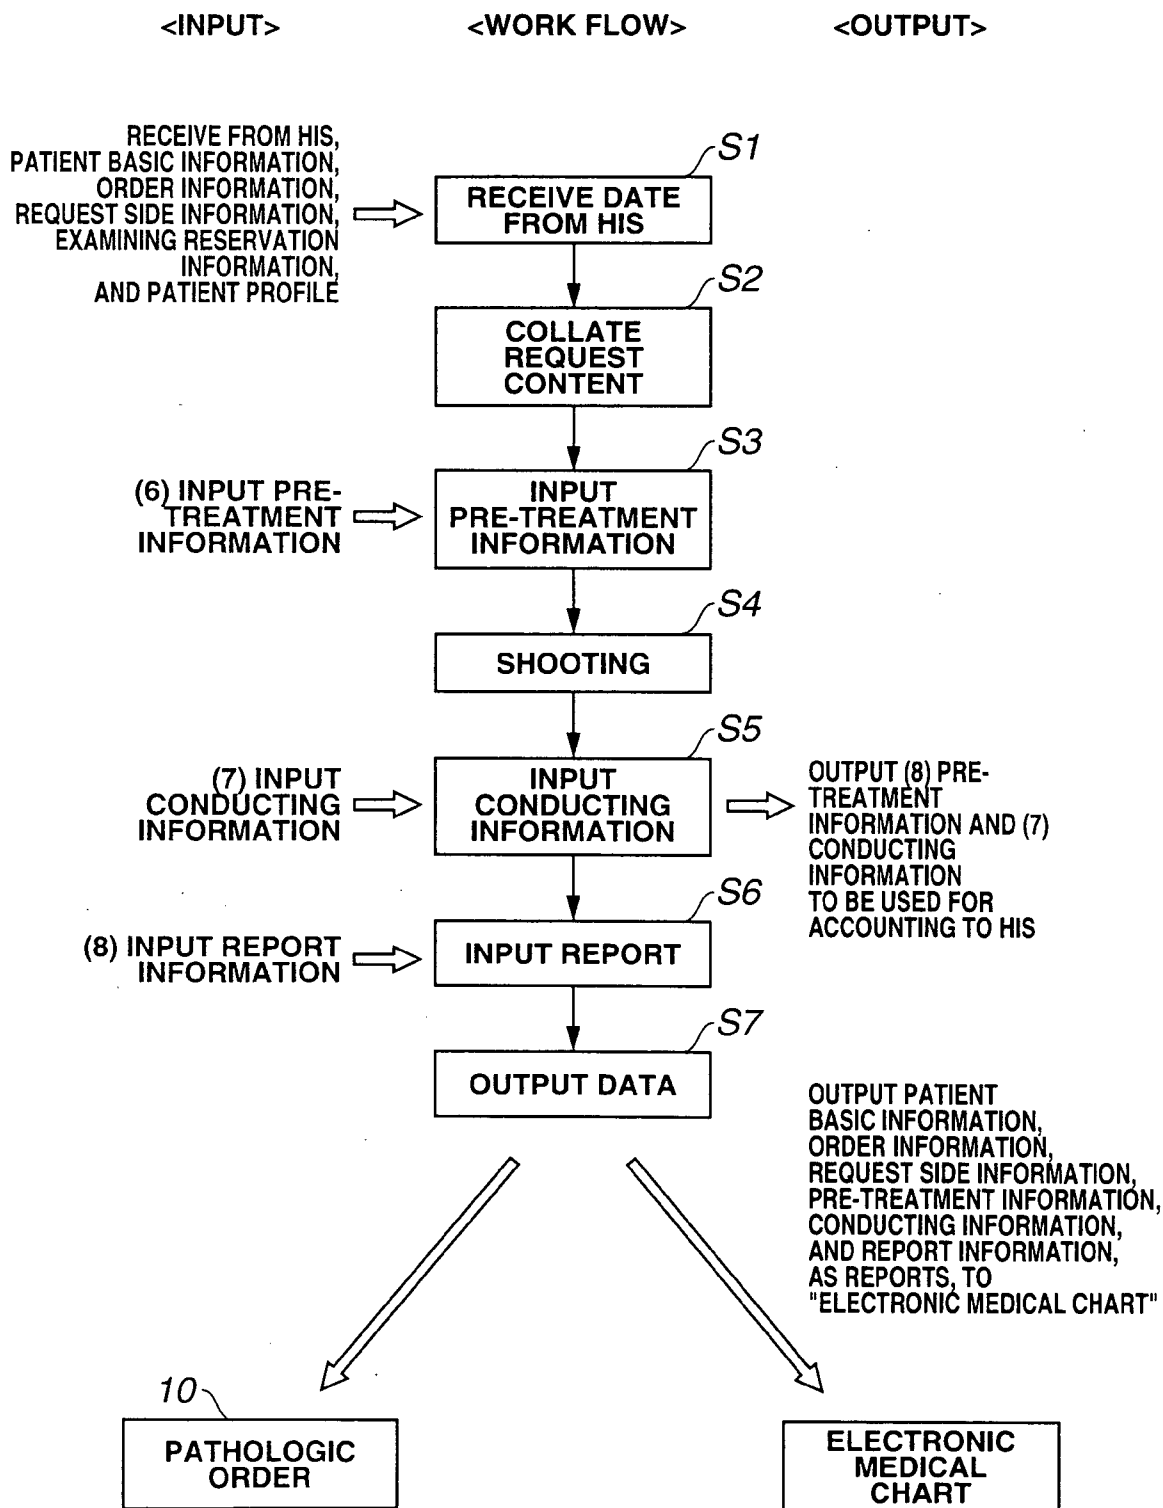 <INPUT>
<WORK FLOW>
<OUTPUT>
RECEIVE FROM HIS,
PATIENT BASIC INFORMATION,
ORDER INFORMATION,
REQUEST SIDE INFORMATION,
EXAMINING RESERVATION
INFORMATION,
AND PATIENT PROFILE
S1
RECEIVE DATE
FROM HIS
S2
COLLATE
REQUEST
CONTENT
S3
(6) INPUT PRE-
TREATMENT
INFORMATION
INPUT
PRE-TREATMENT
INFORMATION
S4
SHOOTING
S5
(7) INPUT
CONDUCTING
INFORMATION
INPUT
CONDUCTING
INFORMATION
OUTPUT (8) PRE-
TREATMENT
INFORMATION AND (7)
CONDUCTING
INFORMATION
TO BE USED FOR
ACCOUNTING TO HIS
S6
(8) INPUT REPORT
INFORMATION
INPUT REPORT
S7
OUTPUT DATA
OUTPUT PATIENT
BASIC INFORMATION,
ORDER INFORMATION,
REQUEST SIDE INFORMATION,
PRE-TREATMENT INFORMATION,
CONDUCTING INFORMATION,
AND REPORT INFORMATION,
AS REPORTS, TO
"ELECTRONIC MEDICAL CHART"
10
PATHOLOGIC
ORDER
ELECTRONIC
MEDICAL
CHART